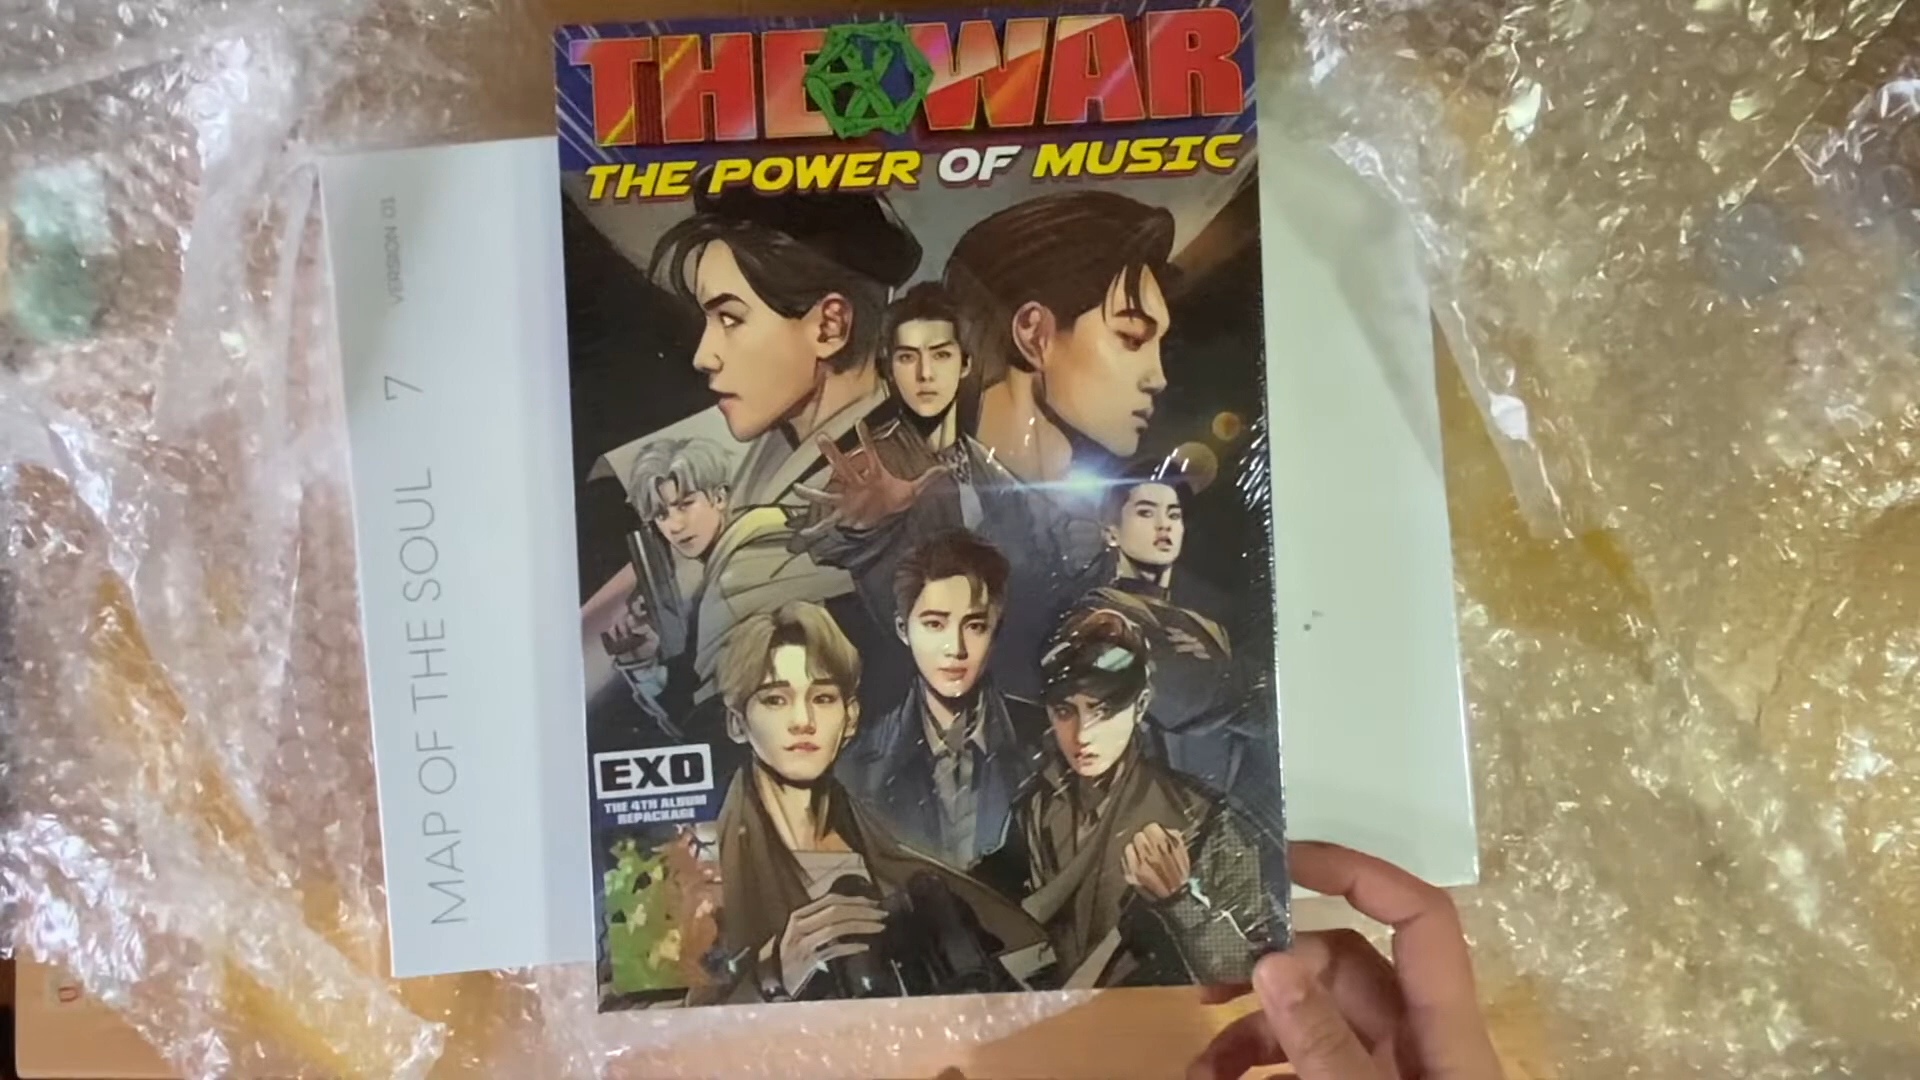 THE WAR
THE POWER OF MUSIC
EXO
THE 4TH ALBUM
REPACKAGE
MAP OF THE SOUL 7 VERSION 01